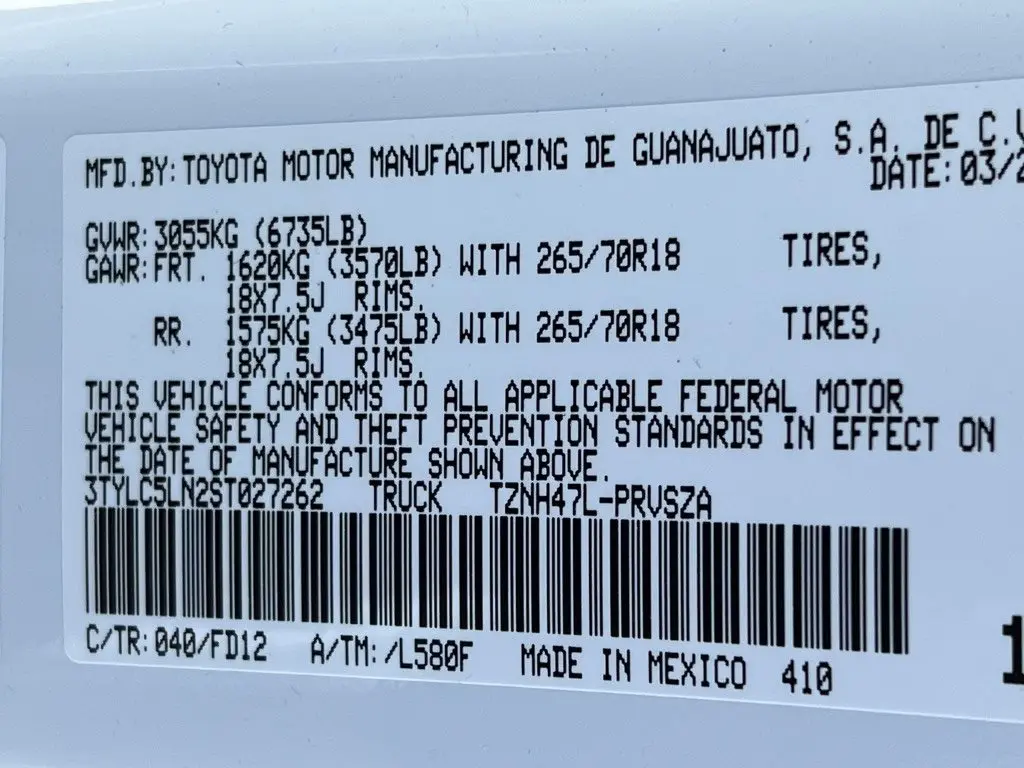 MFD.BY: TOYOTA MOTOR MANUFACTURING DE GUANAJUATO, S.A. DE C.V
DATE: 03/2
GVWR: 3055KG (6735LB)
GAWR: FRT. 1620KG (3570LB) WITH 265/70R18 TIRES,
18X7.5J RIMS.
RR. 1575KG (3475LB) WITH 265/70R18 TIRES,
18X7.5J RIMS.
THIS VEHICLE CONFORMS TO ALL APPLICABLE FEDERAL MOTOR
VEHICLE SAFETY AND THEFT PREVENTION STANDARDS IN EFFECT ON
THE DATE OF MANUFACTURE SHOWN ABOVE.
3TYLC5LN2ST027262 TRUCK TZNH47L-PRVSZA
C/TR: 040/FD12 A/TM: /L580F MADE IN MEXICO 410
1